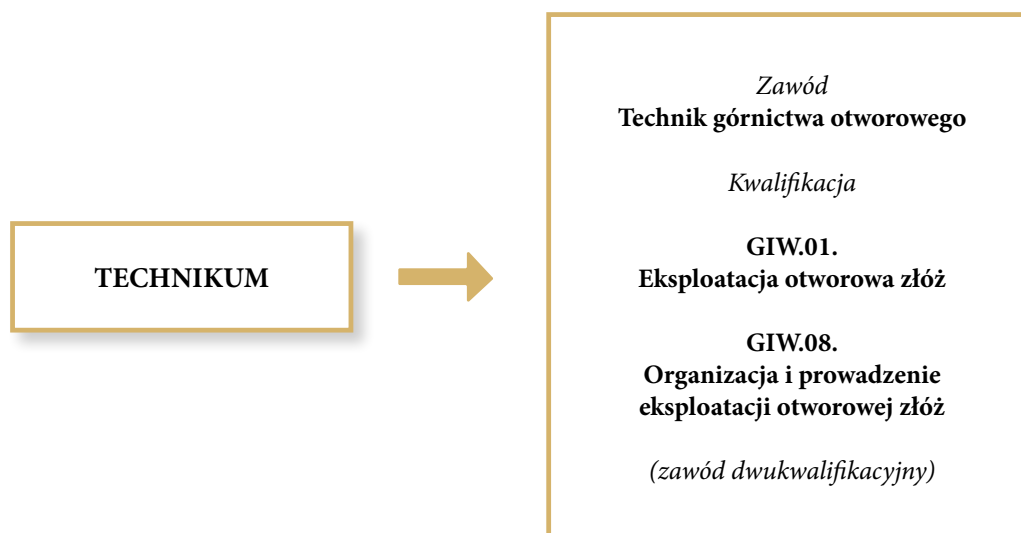 TECHNIKUM
Zawód
Technik górnictwa otworowego
Kwalifikacja
GIW.01.
Eksploatacja otworowa złóż
GIW.08.
Organizacja i prowadzenie
eksploatacji otworowej złóż
(zawód dwukwalifikacyjny)